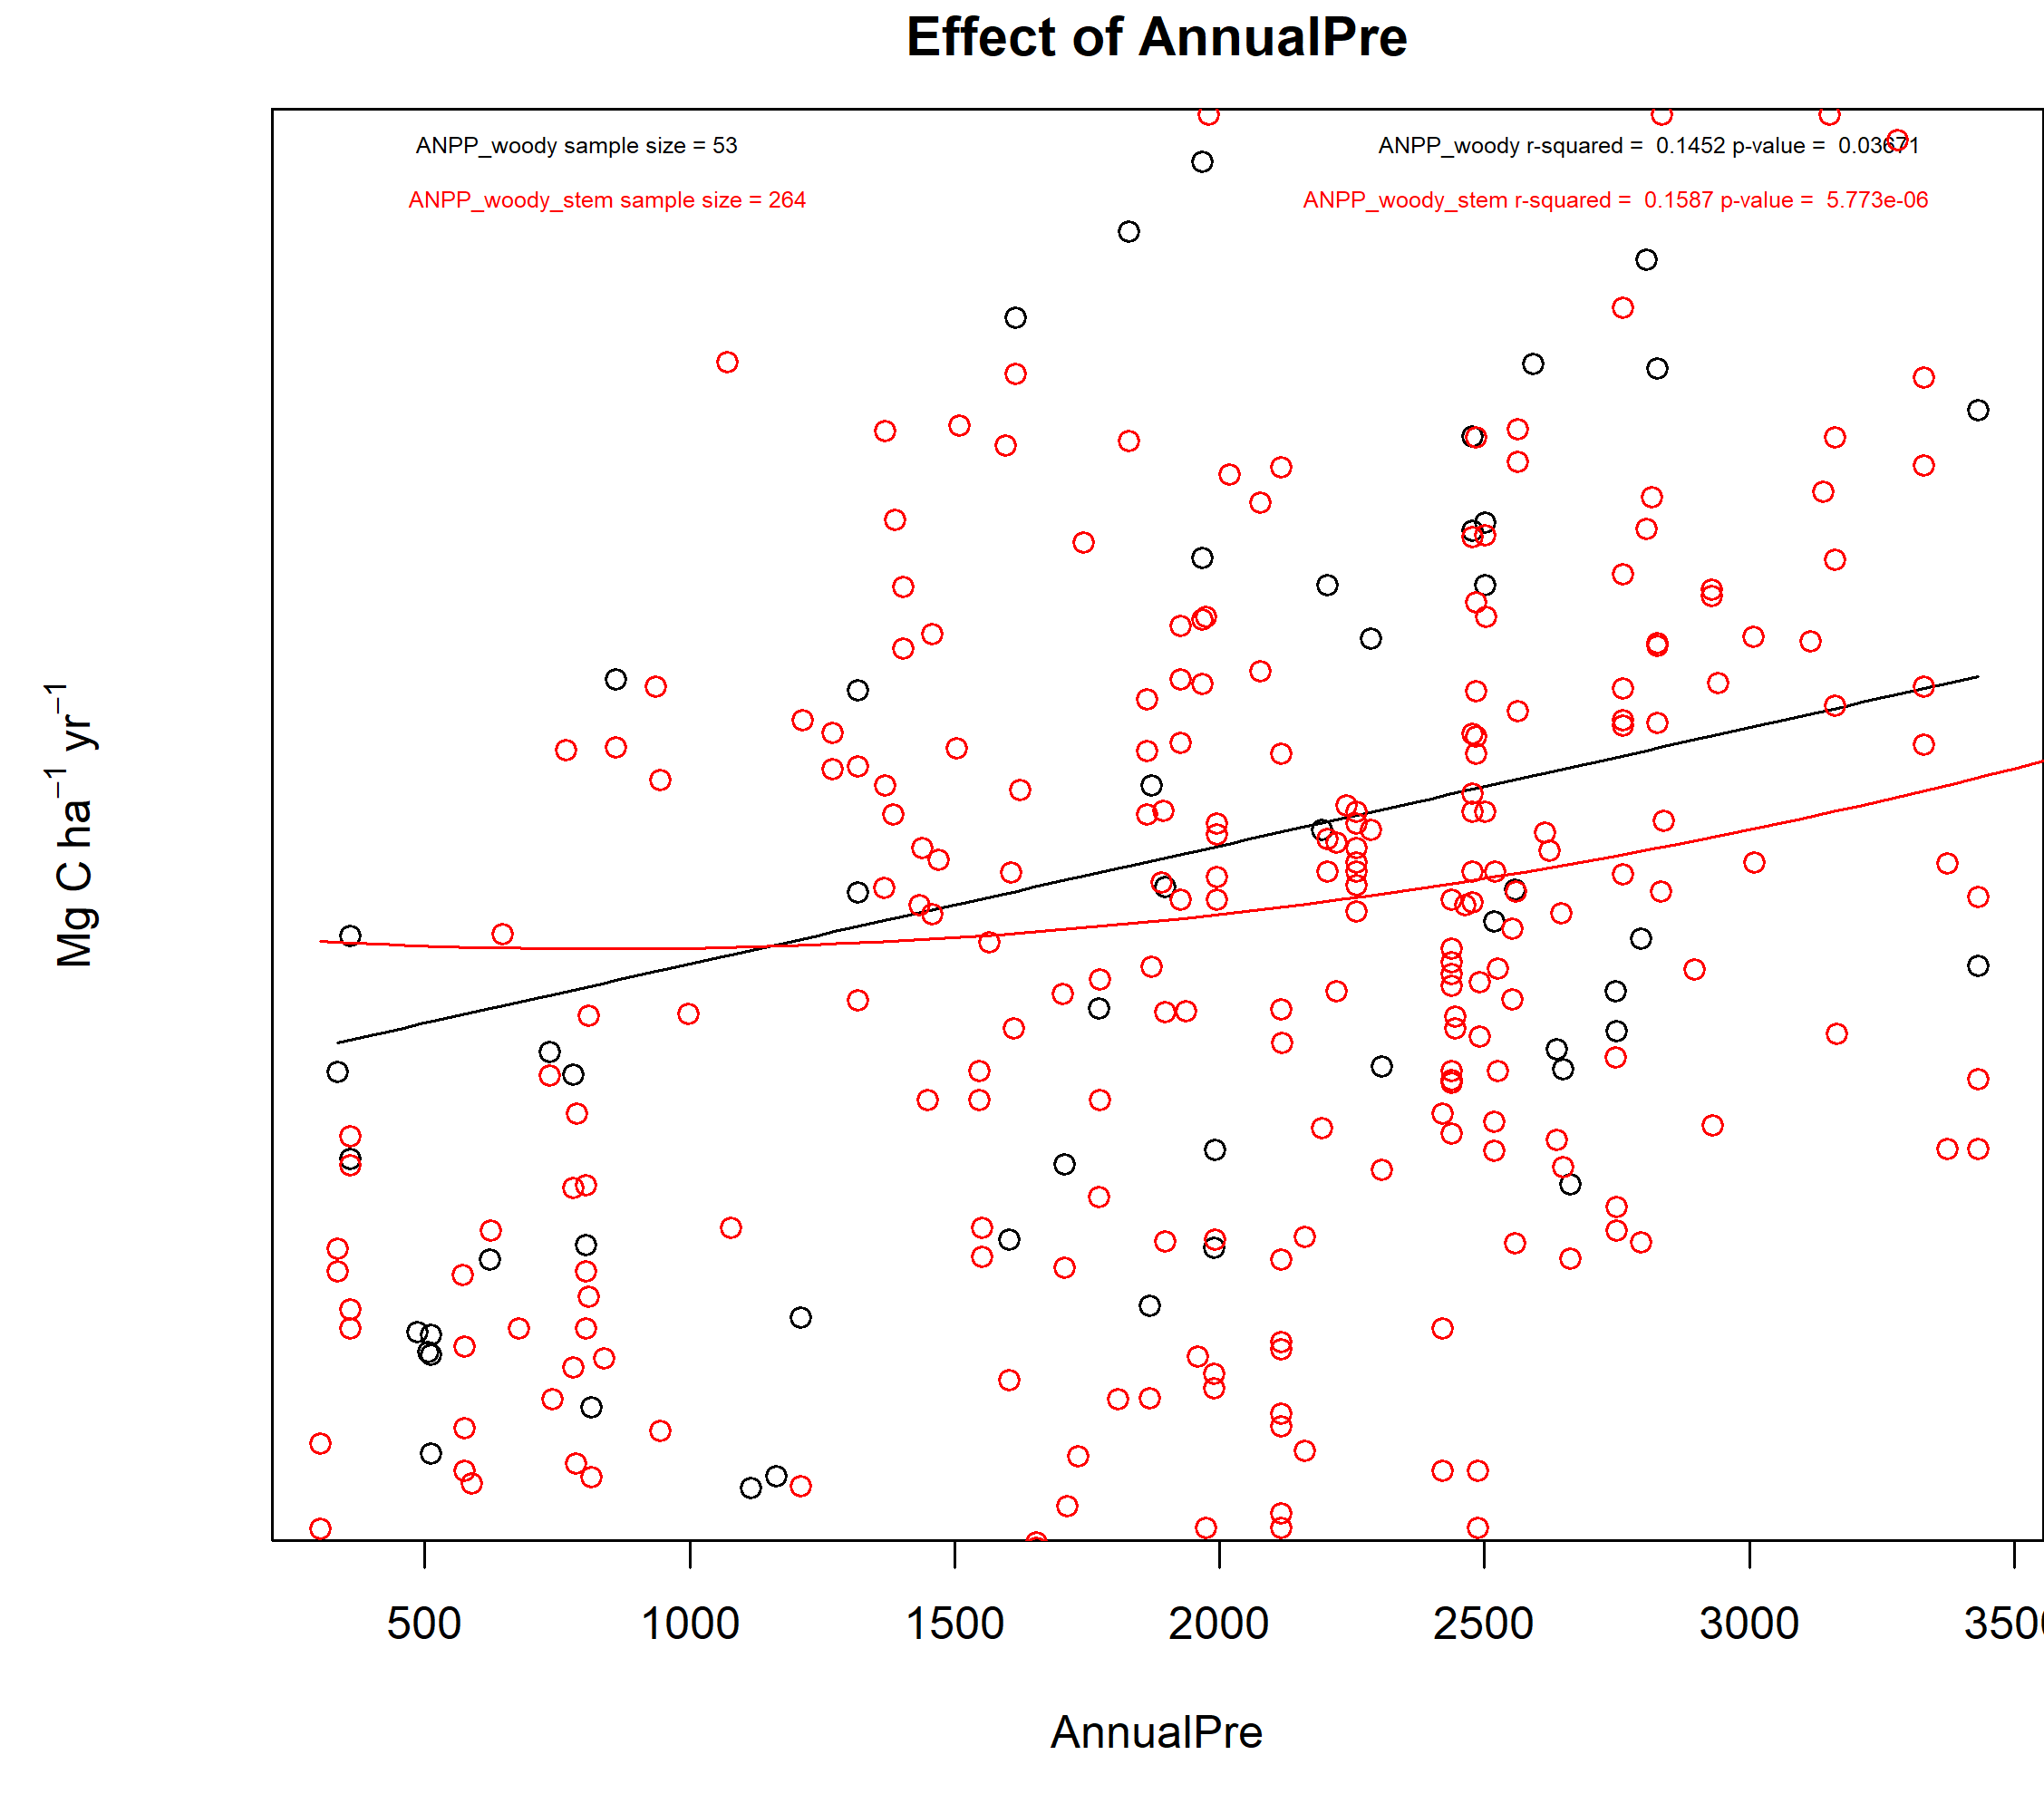 Effect of AnnualPre
ANPP_woody sample size = 53
ANPP_woody r-squared =  0.1452 p-value =  0.03671
ANPP_woody_stem sample size = 264
ANPP_woody_stem r-squared =  0.1587 p-value =  5.773e-06
Mg C ha⁻¹ yr⁻¹
500 1000 1500 2000 2500 3000 350
AnnualPre